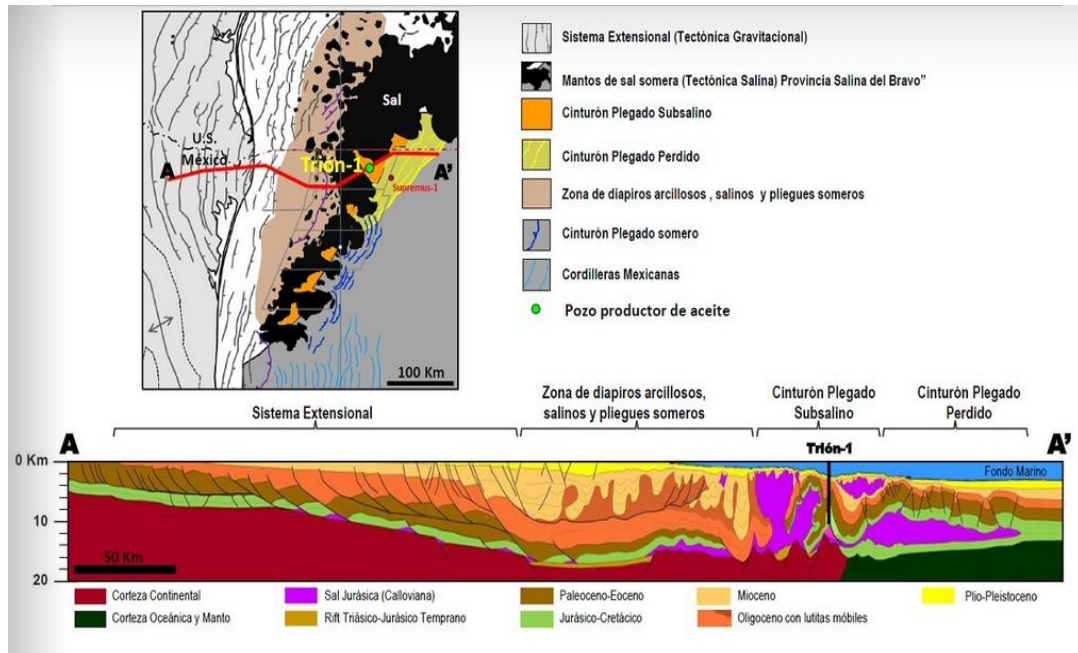 U.S.
México
Sal
Trión-1
A
A'
Supremus-1
100 Km
Sistema Extensional (Tectónica Gravitacional)
Mantos de sal somera (Tectónica Salina) Provincia Salina del Bravo"
Cinturón Plegado Subsalino
Cinturón Plegado Perdido
Zona de diapiros arcillosos , salinos y pliegues someros
Cinturón Plegado somero
Cordilleras Mexicanas
Pozo productor de aceite
Sistema Extensional
Zona de diapiros arcillosos,
salinos y pliegues someros
Cinturón Plegado
Subsalino
Cinturón Plegado
Perdido
A
Trión-1
A'
0 Km
Fondo Marino
10
50 Km
20
Corteza Continental
Sal Jurásica (Calloviana)
Paleoceno-Eoceno
Mioceno
Plio-Pleistoceno
Corteza Oceánica y Manto
Rift Triásico-Jurásico Temprano
Jurásico-Cretácico
Oligoceno con lutitas móbiles